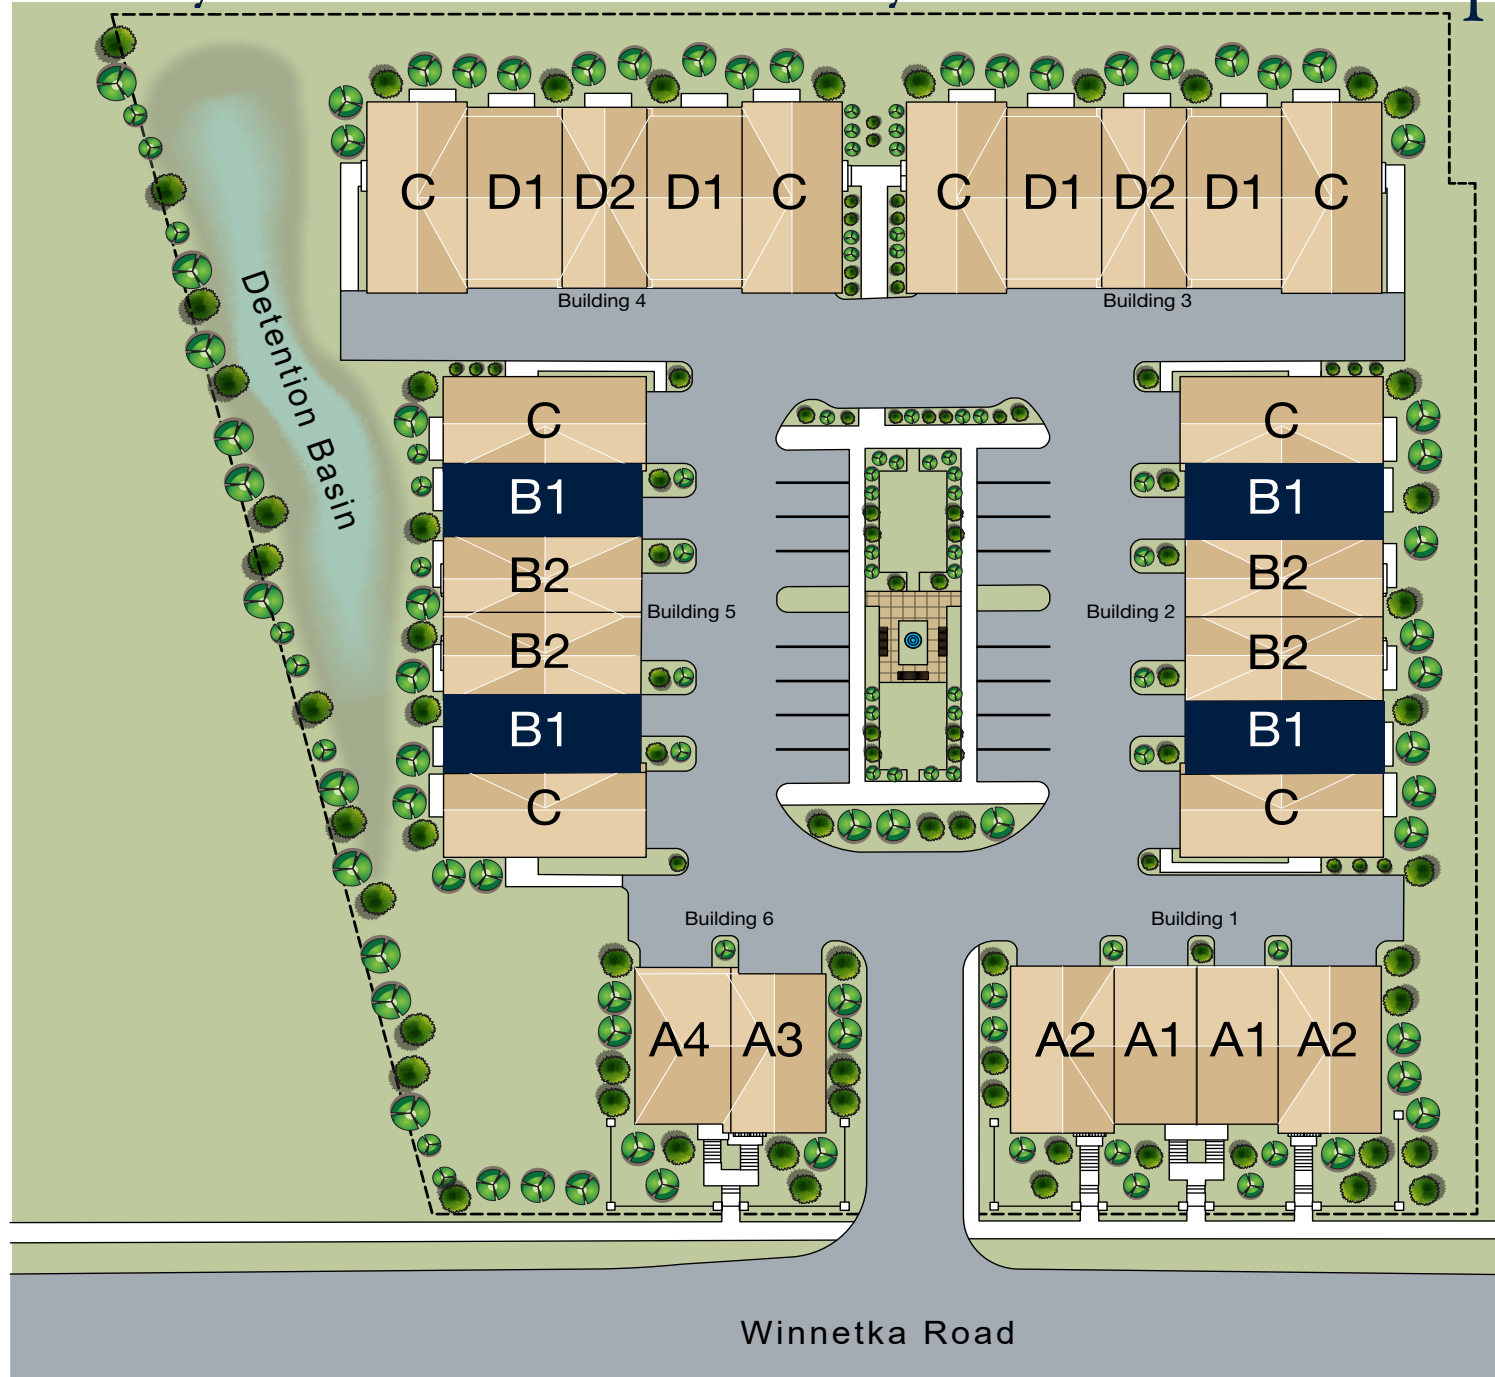 C D1 D2 D1 C
C D1 D2 D1 C
Building 4
Building 3
Detention Basin
C
B1
B2
B2
B1
C
Building 5
C
B1
B2
B2
B1
C
Building 2
Building 6
Building 1
A4 A3
A2 A1 A1 A2
Winnetka Road